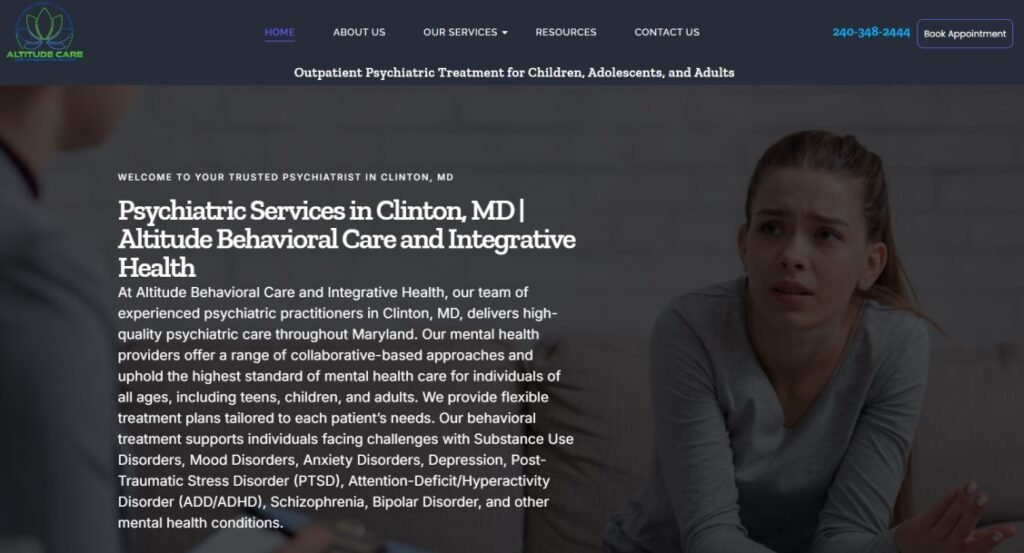 ALTITUDE CARE
HOME
ABOUT US
OUR SERVICES
RESOURCES
CONTACT US
240-348-2444
Book Appointment
Outpatient Psychiatric Treatment for Children, Adolescents, and Adults
WELCOME TO YOUR TRUSTED PSYCHIATRIST IN CLINTON, MD
Psychiatric Services in Clinton, MD |
Altitude Behavioral Care and Integrative
Health
At Altitude Behavioral Care and Integrative Health, our team of
experienced psychiatric practitioners in Clinton, MD, delivers high-
quality psychiatric care throughout Maryland. Our mental health
providers offer a range of collaborative-based approaches and
uphold the highest standard of mental health care for individuals of
all ages, including teens, children, and adults. We provide flexible
treatment plans tailored to each patient's needs. Our behavioral
treatment supports individuals facing challenges with Substance Use
Disorders, Mood Disorders, Anxiety Disorders, Depression, Post-
Traumatic Stress Disorder (PTSD), Attention-Deficit/Hyperactivity
Disorder (ADD/ADHD), Schizophrenia, Bipolar Disorder, and other
mental health conditions.